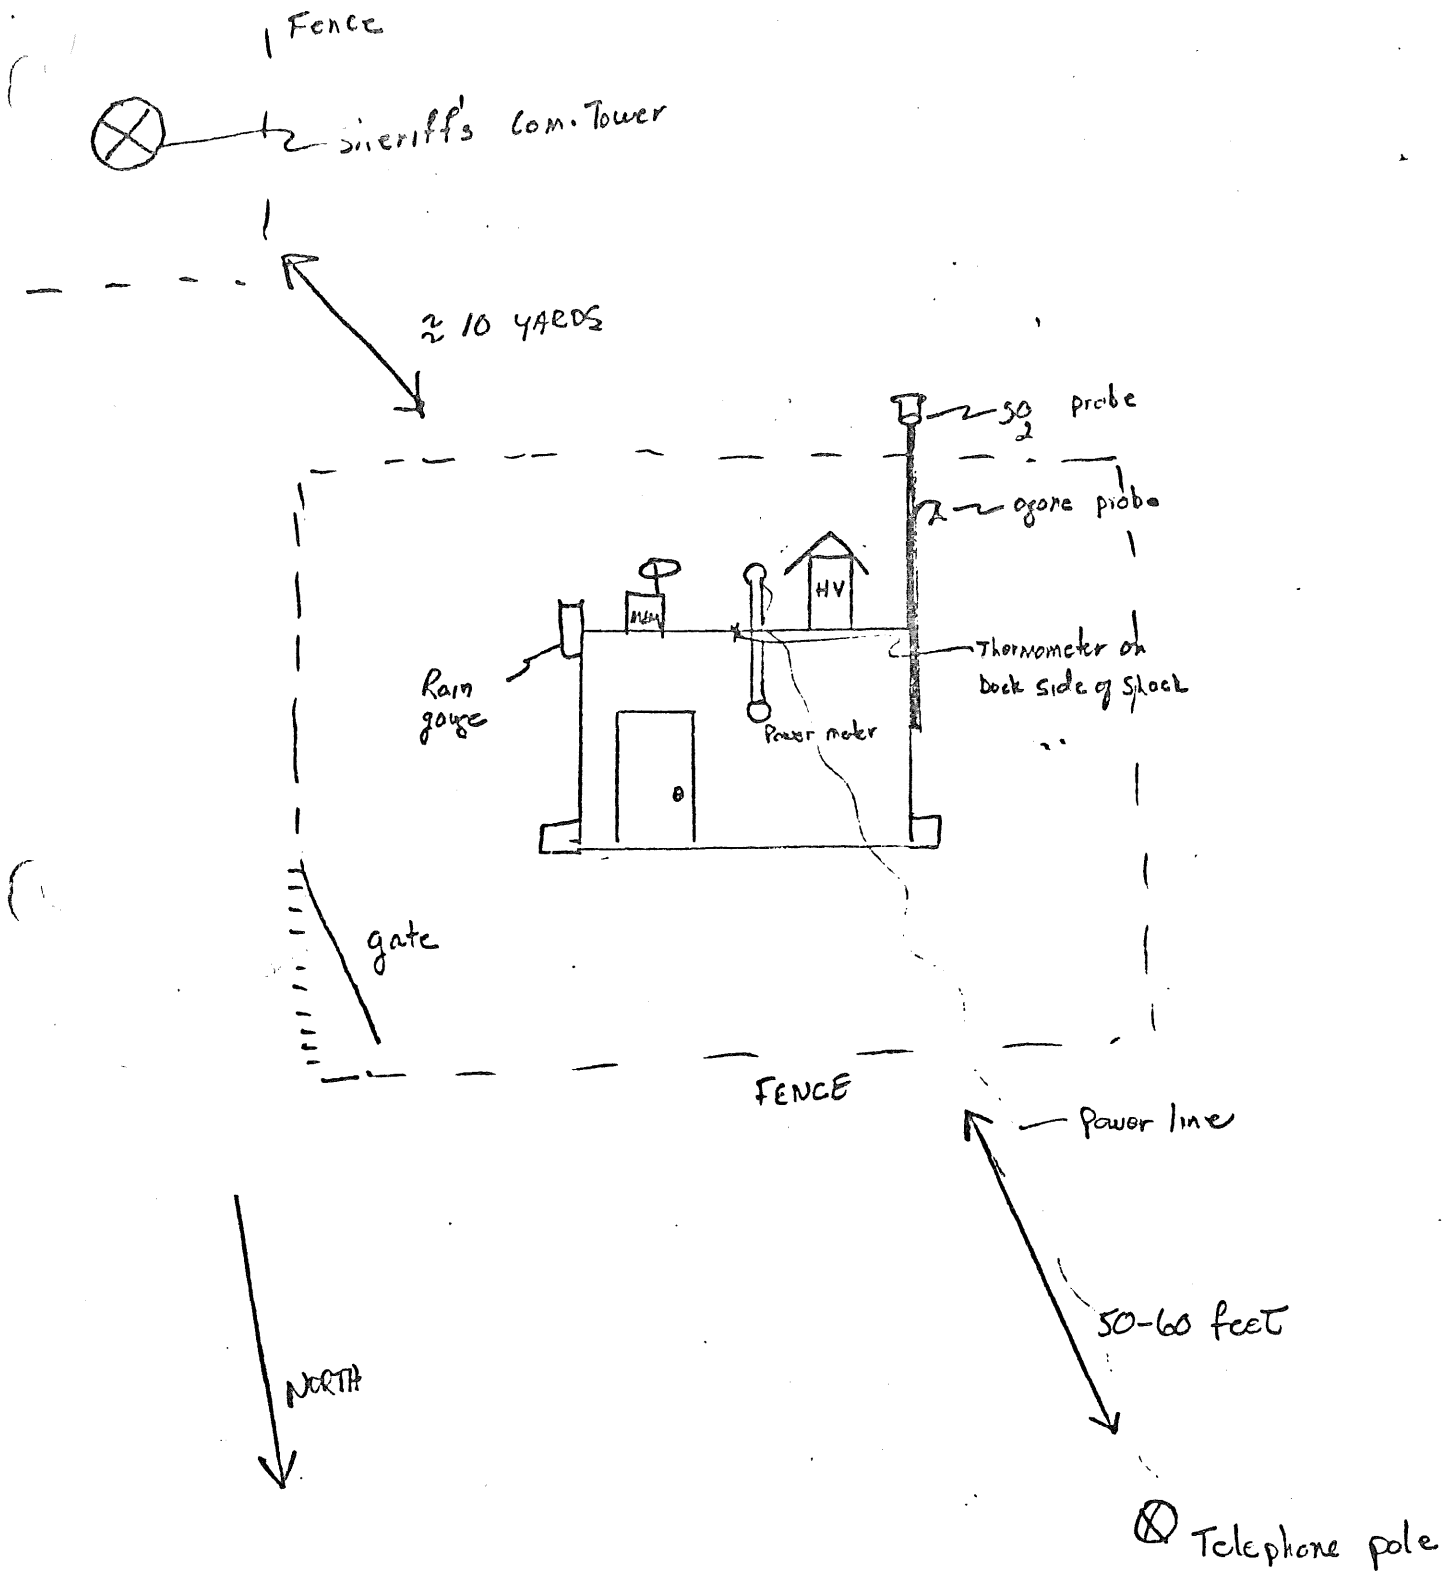 Fence
Sheriff's Com. Tower
≈ 10 YARDS
SO2 probe
ozone probe
HV
Thermometer on
back side of shack
Rain
gauge
Power meter
gate
FENCE
Power line
50-60 feet
NORTH
Telephone pole